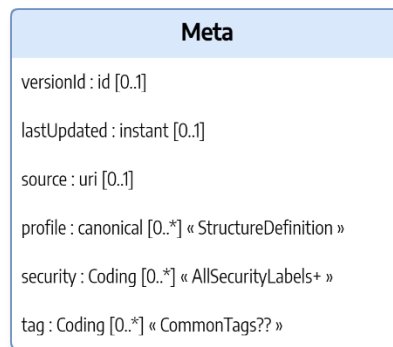 Meta
versionId : id [0..1]
lastUpdated : instant [0..1]
source : uri [0..1]
profile : canonical [0..*] « StructureDefinition »
security : Coding [0..*] « AllSecurityLabels+ »
tag : Coding [0..*] « CommonTags?? »